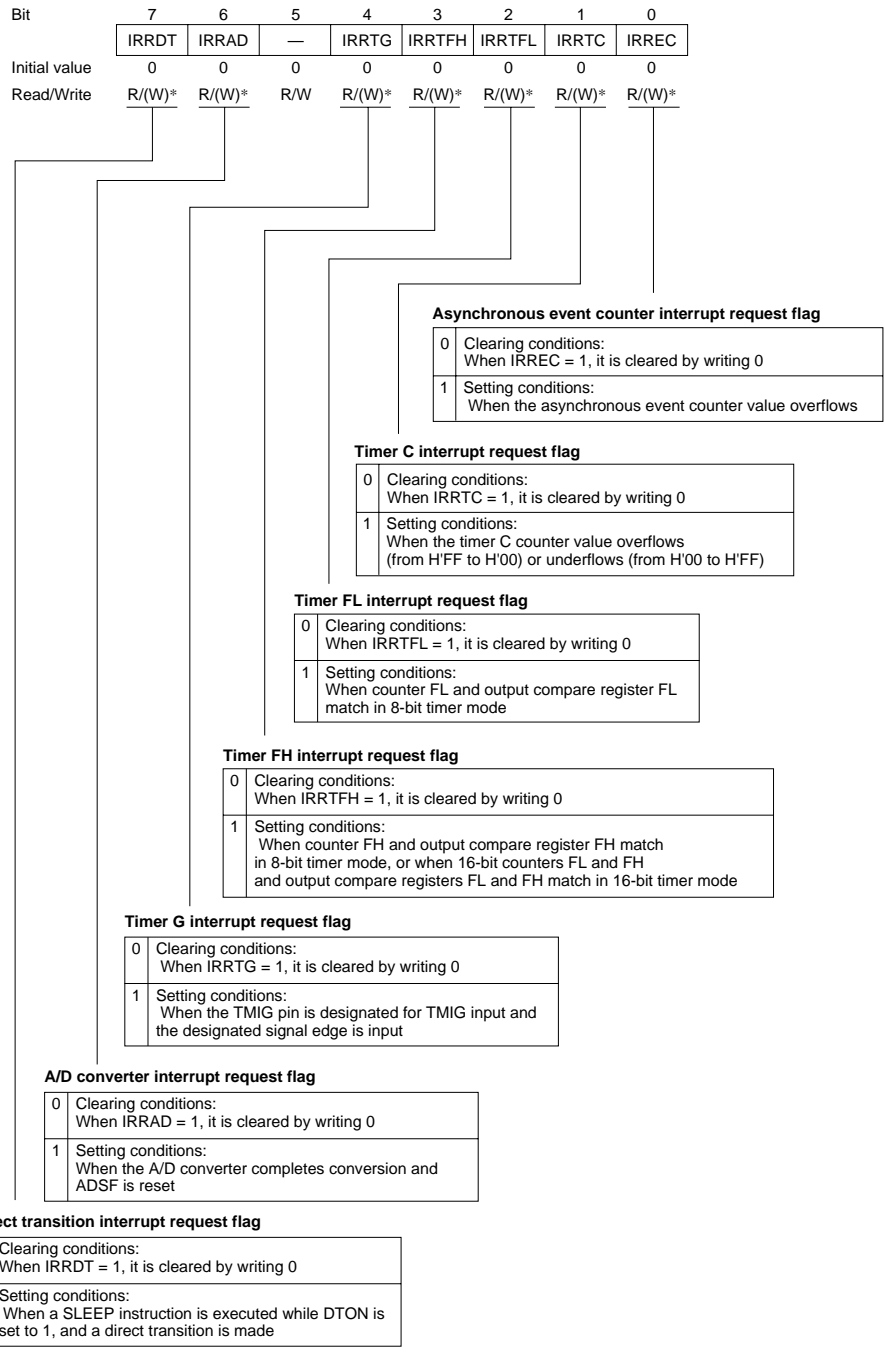 Bit 7 6 5 4 3 2 1 0
IRRDT IRRAD — IRRTG IRRTFH IRRTFL IRRTC IRREC
Initial value 0 0 0 0 0 0 0 0
Read/Write R/(W)* R/(W)* R/W R/(W)* R/(W)* R/(W)* R/(W)* R/(W)*
Asynchronous event counter interrupt request flag
0 Clearing conditions:
When IRREC = 1, it is cleared by writing 0
1 Setting conditions:
When the asynchronous event counter value overflows
Timer C interrupt request flag
0 Clearing conditions:
When IRRTC = 1, it is cleared by writing 0
1 Setting conditions:
When the timer C counter value overflows
(from H'FF to H'00) or underflows (from H'00 to H'FF)
Timer FL interrupt request flag
0 Clearing conditions:
When IRRTFL = 1, it is cleared by writing 0
1 Setting conditions:
When counter FL and output compare register FL
match in 8-bit timer mode
Timer FH interrupt request flag
0 Clearing conditions:
When IRRTFH = 1, it is cleared by writing 0
1 Setting conditions:
When counter FH and output compare register FH match
in 8-bit timer mode, or when 16-bit counters FL and FH
and output compare registers FL and FH match in 16-bit timer mode
Timer G interrupt request flag
0 Clearing conditions:
When IRRTG = 1, it is cleared by writing 0
1 Setting conditions:
When the TMIG pin is designated for TMIG input and
the designated signal edge is input
A/D converter interrupt request flag
0 Clearing conditions:
When IRRAD = 1, it is cleared by writing 0
1 Setting conditions:
When the A/D converter completes conversion and
ADSF is reset
ect transition interrupt request flag
Clearing conditions:
When IRRDT = 1, it is cleared by writing 0
Setting conditions:
When a SLEEP instruction is executed while DTON is
set to 1, and a direct transition is made